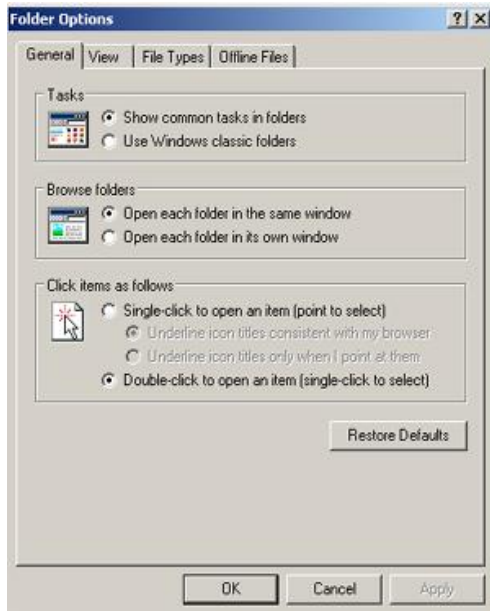 Folder Options
General View File Types Offline Files
Tasks
Show common tasks in folders
Use Windows classic folders
Browse folders
Open each folder in the same window
Open each folder in its own window
Click items as follows
Single-click to open an item (point to select)
Underline icon titles consistent with my browser
Underline icon titles only when I point at them
Double-click to open an item (single-click to select)
Restore Defaults
OK Cancel Apply